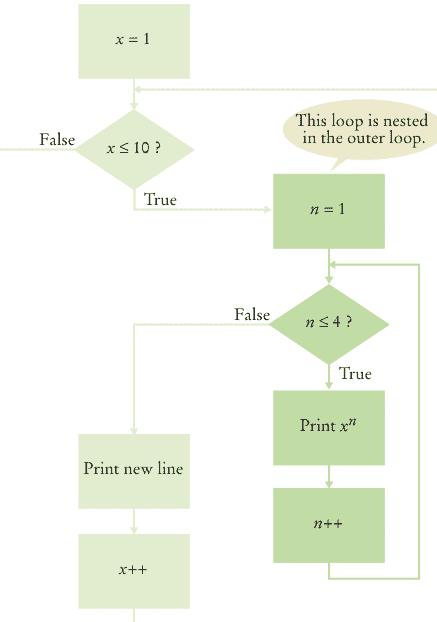 x = 1
This loop is nested
in the outer loop.
False
x ≤ 10 ?
True
n = 1
False
n ≤ 4 ?
True
Print xⁿ
Print new line
n++
x++